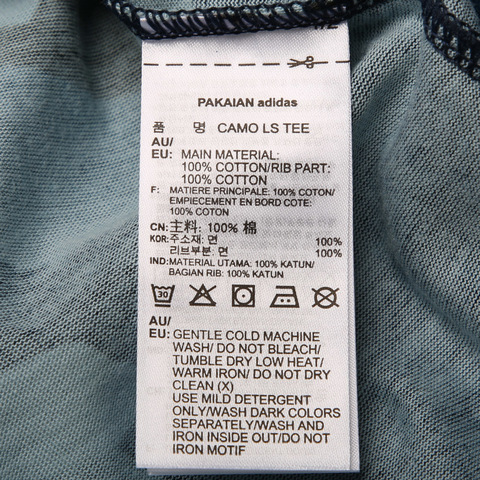 PAKAIAN adidas
품 명 CAMO LS TEE
AU/
EU: MAIN MATERIAL:
100% COTTON/RIB PART:
100% COTTON
F: MATIERE PRINCIPALE: 100% COTON/
EMPIECEMENT EN BORD COTE:
100% COTON
CN: 主料: 100% 棉
KOR: 주소재: 면 100%
리브부분: 면 100%
IND: MATERIAL UTAMA: 100% KATUN/
BAGIAN RIB: 100% KATUN
30
AU/
EU: GENTLE COLD MACHINE
WASH/ DO NOT BLEACH/
TUMBLE DRY LOW HEAT/
WARM IRON/ DO NOT DRY
CLEAN (X)
USE MILD DETERGENT
ONLY/WASH DARK COLORS
SEPARATELY/WASH AND
IRON INSIDE OUT/DO NOT
IRON MOTIF